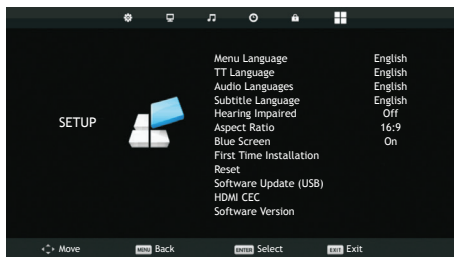 Menu Language English
TT Language English
Audio Languages English
Subtitle Language English
Hearing Impaired Off
SETUP
Aspect Ratio 16:9
Blue Screen On
First Time Installation
Reset
Software Update (USB)
HDMI CEC
Software Version
Move MENU Back ENTER Select EXIT Exit